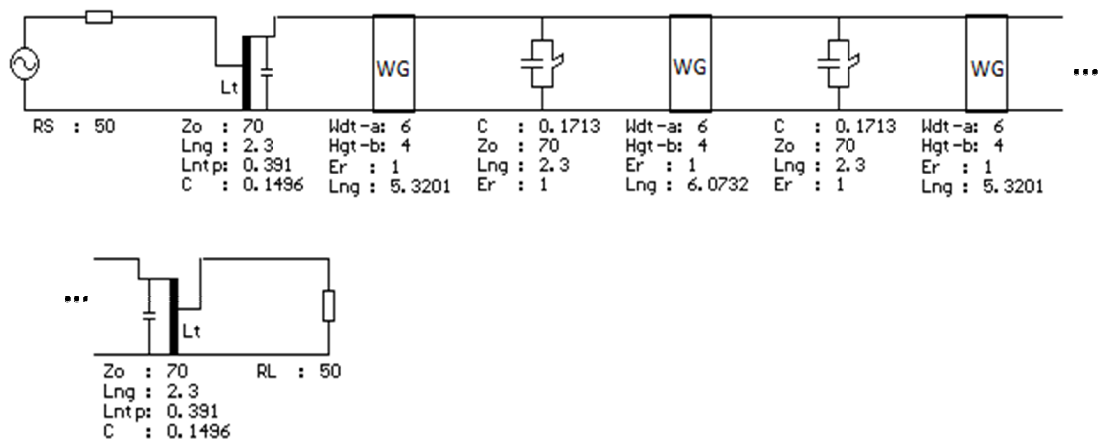 Lt
WG
WG
WG
...
RS : 50
Zo : 70
Lng : 2.3
Lntp: 0.391
C : 0.1496
Wdt-a: 6
Hgt-b: 4
Er : 1
Lng : 5.3201
C : 0.1713
Zo : 70
Lng : 2.3
Er : 1
Wdt-a: 6
Hgt-b: 4
Er : 1
Lng : 6.0732
C : 0.1713
Zo : 70
Lng : 2.3
Er : 1
Wdt-a: 6
Hgt-b: 4
Er : 1
Lng : 5.3201
...
Lt
Zo : 70
Lng : 2.3
Lntp: 0.391
C : 0.1496
RL : 50